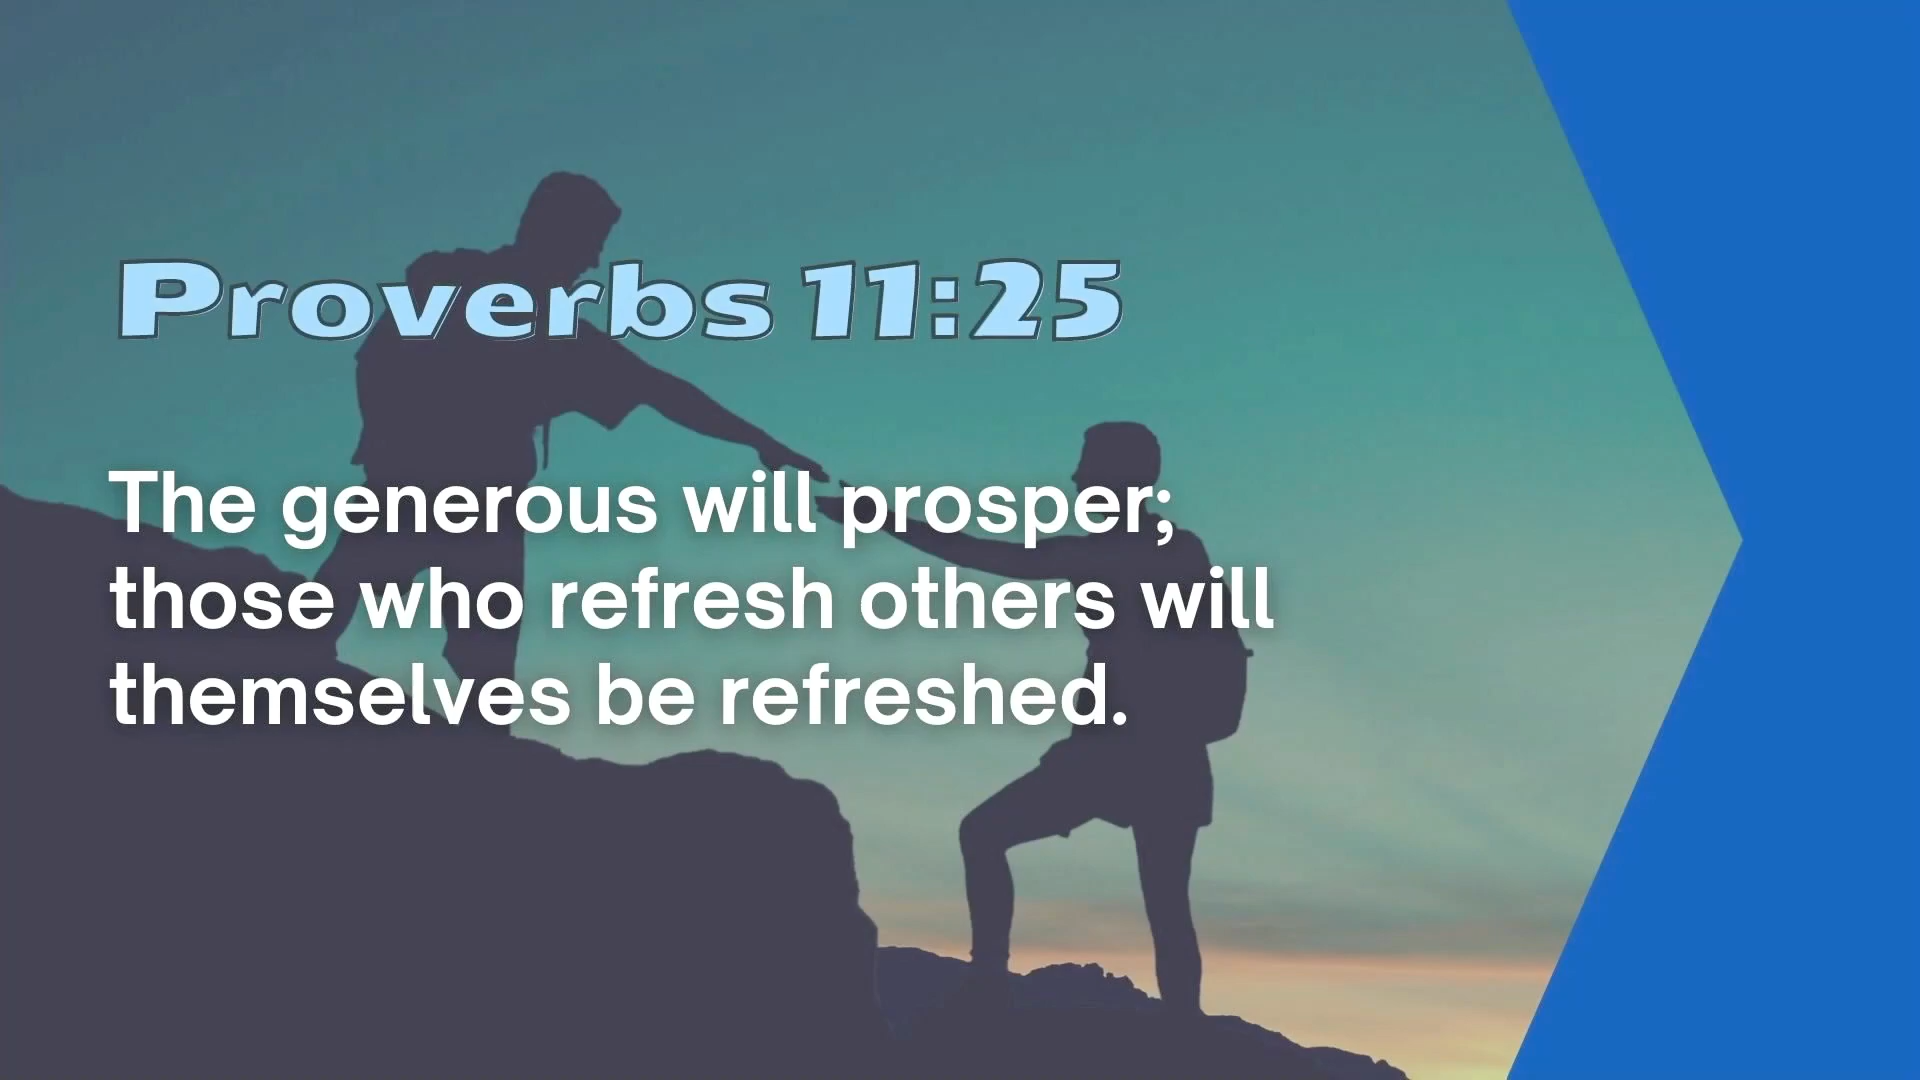 Proverbs 11:25
The generous will prosper;
those who refresh others will
themselves be refreshed.